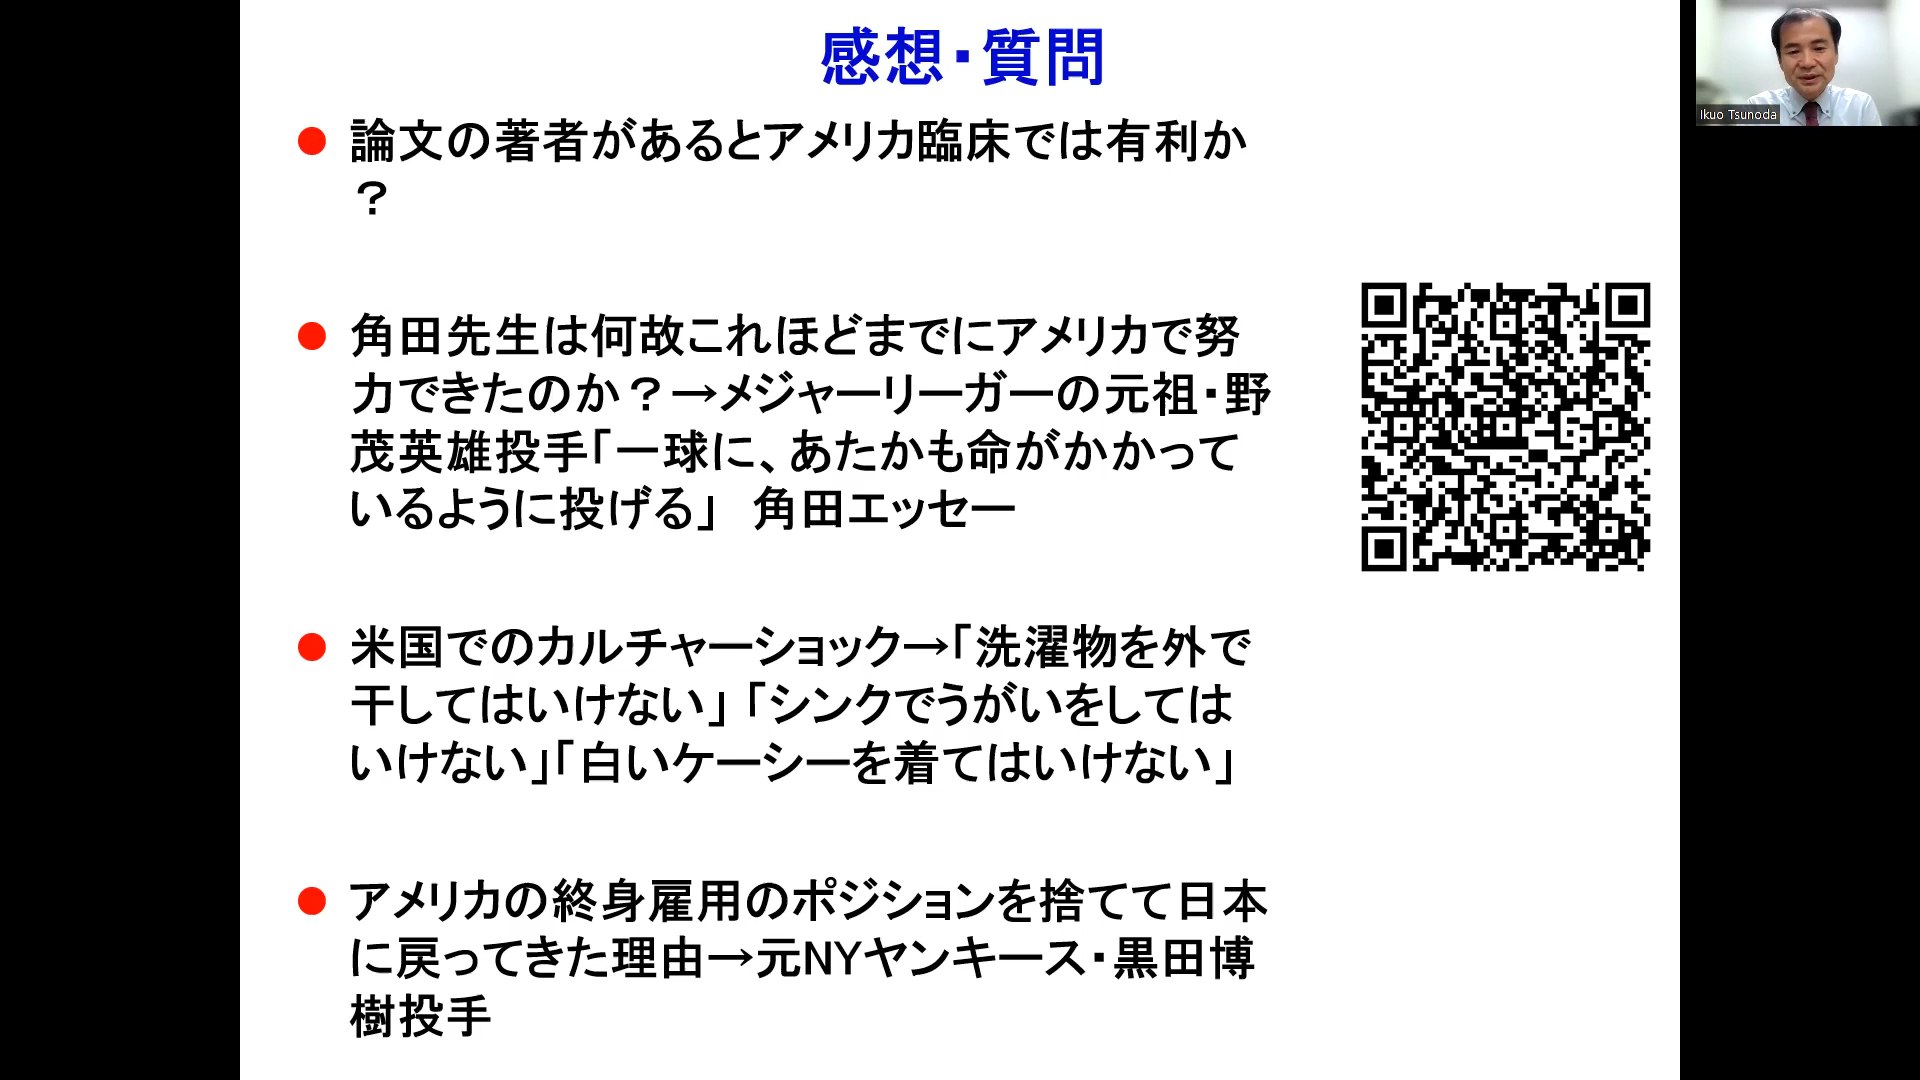 感想・質問
Ikuo Tsunoda
論文の著者があるとアメリカ臨床では有利か
？
角田先生は何故これほどまでにアメリカで努
力できたのか？→メジャーリーガーの元祖・野
茂英雄投手「一球に、あたかも命がかかって
いるように投げる」　角田エッセー
米国でのカルチャーショック→「洗濯物を外で
干してはいけない」「シンクでうがいをしては
いけない」「白いケーシーを着てはいけない」
アメリカの終身雇用のポジションを捨てて日本
に戻ってきた理由→元NYヤンキース・黒田博
樹投手